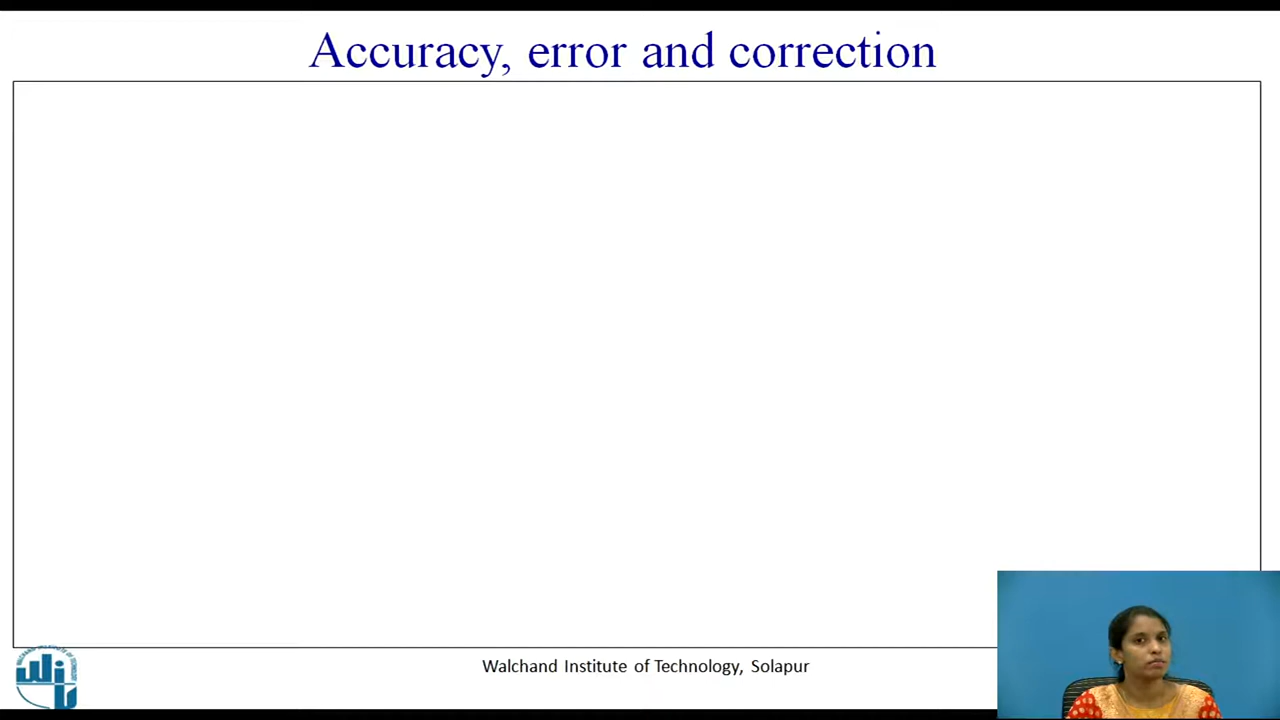 Accuracy, error and correction
Walchand Institute of Technology, Solapur